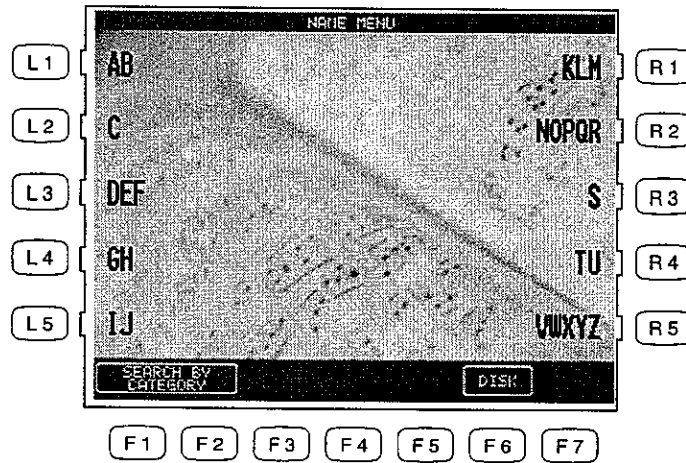 NAME MENU
L1 AB KLM R1
L2 C NOPQR R2
L3 DEF S R3
L4 GH TU R4
L5 IJ VWXYZ R5
SEARCH BY
CATEGORY
DISK
F1 F2 F3 F4 F5 F6 F7